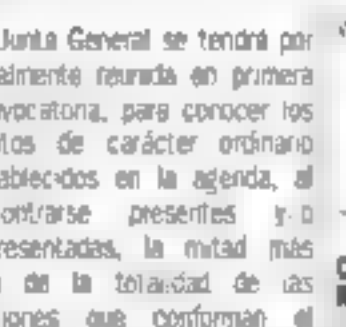 Junta General se tendrá por
almente reunida en primera
vocatoria, para conocer los
tos de carácter ordinario
ablecidos en la agenda, al
ontrarse presentes y o
resentadas, la mitad más
de la totalidad de las
iones que conforman el